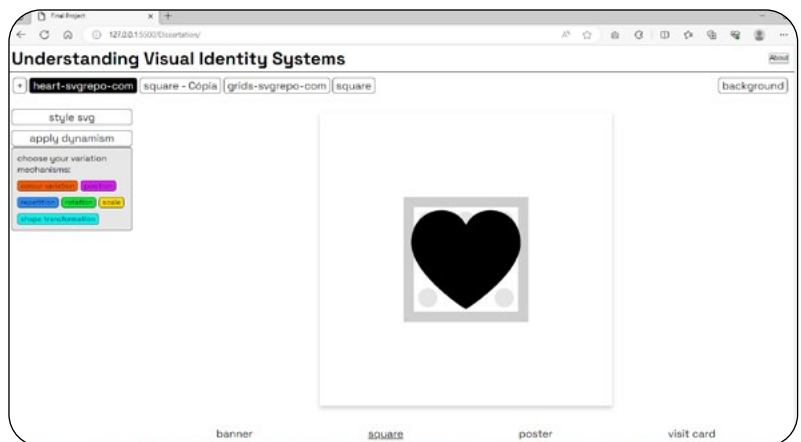 Final Project
127.0.0.1:5500/Dissertation/
Understanding Visual Identity Systems
About
+ heart-svgrepo-com square - Cópia grids-svgrepo-com square
background
style svg
apply dynamism
choose your variation
mechanisms:
colour variation position
repetition rotation scale
shape transformation
banner square poster visit card